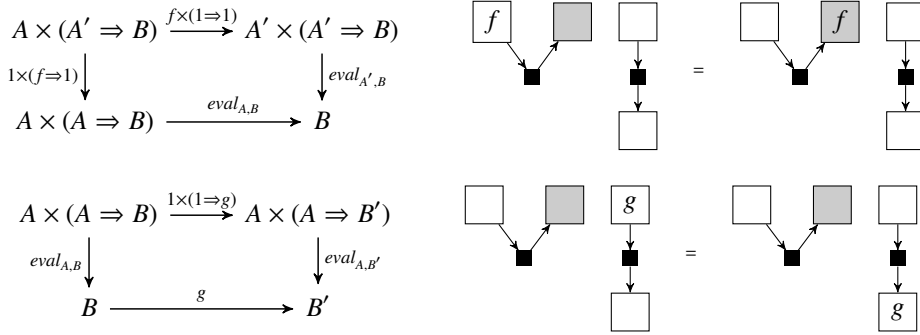 A × (A′ ⇒ B) f×(1⇒1) A′ × (A′ ⇒ B)
1×(f⇒1) eval_{A′,B}
A × (A ⇒ B) eval_{A,B} B
f = f
A × (A ⇒ B) 1×(1⇒g) A × (A ⇒ B′)
eval_{A,B} eval_{A,B′}
B g B′
g =
g